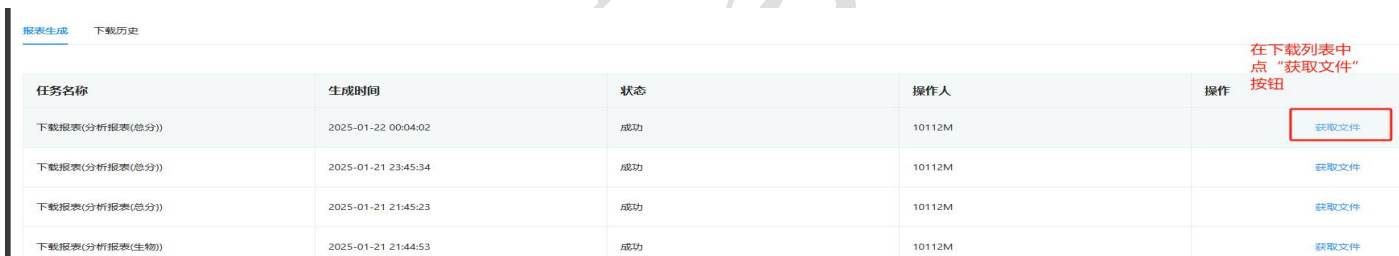 报表生成 下载历史
在下载列表中
点“获取文件”
按钮
任务名称 生成时间 状态 操作人 操作
下载报表(分析报表(总分)) 2025-01-22 00:04:02 成功 10112M 获取文件
下载报表(分析报表(总分)) 2025-01-21 23:45:34 成功 10112M 获取文件
下载报表(分析报表(总分)) 2025-01-21 21:45:23 成功 10112M 获取文件
下载报表(分析报表(生物)) 2025-01-21 21:44:53 成功 10112M 获取文件